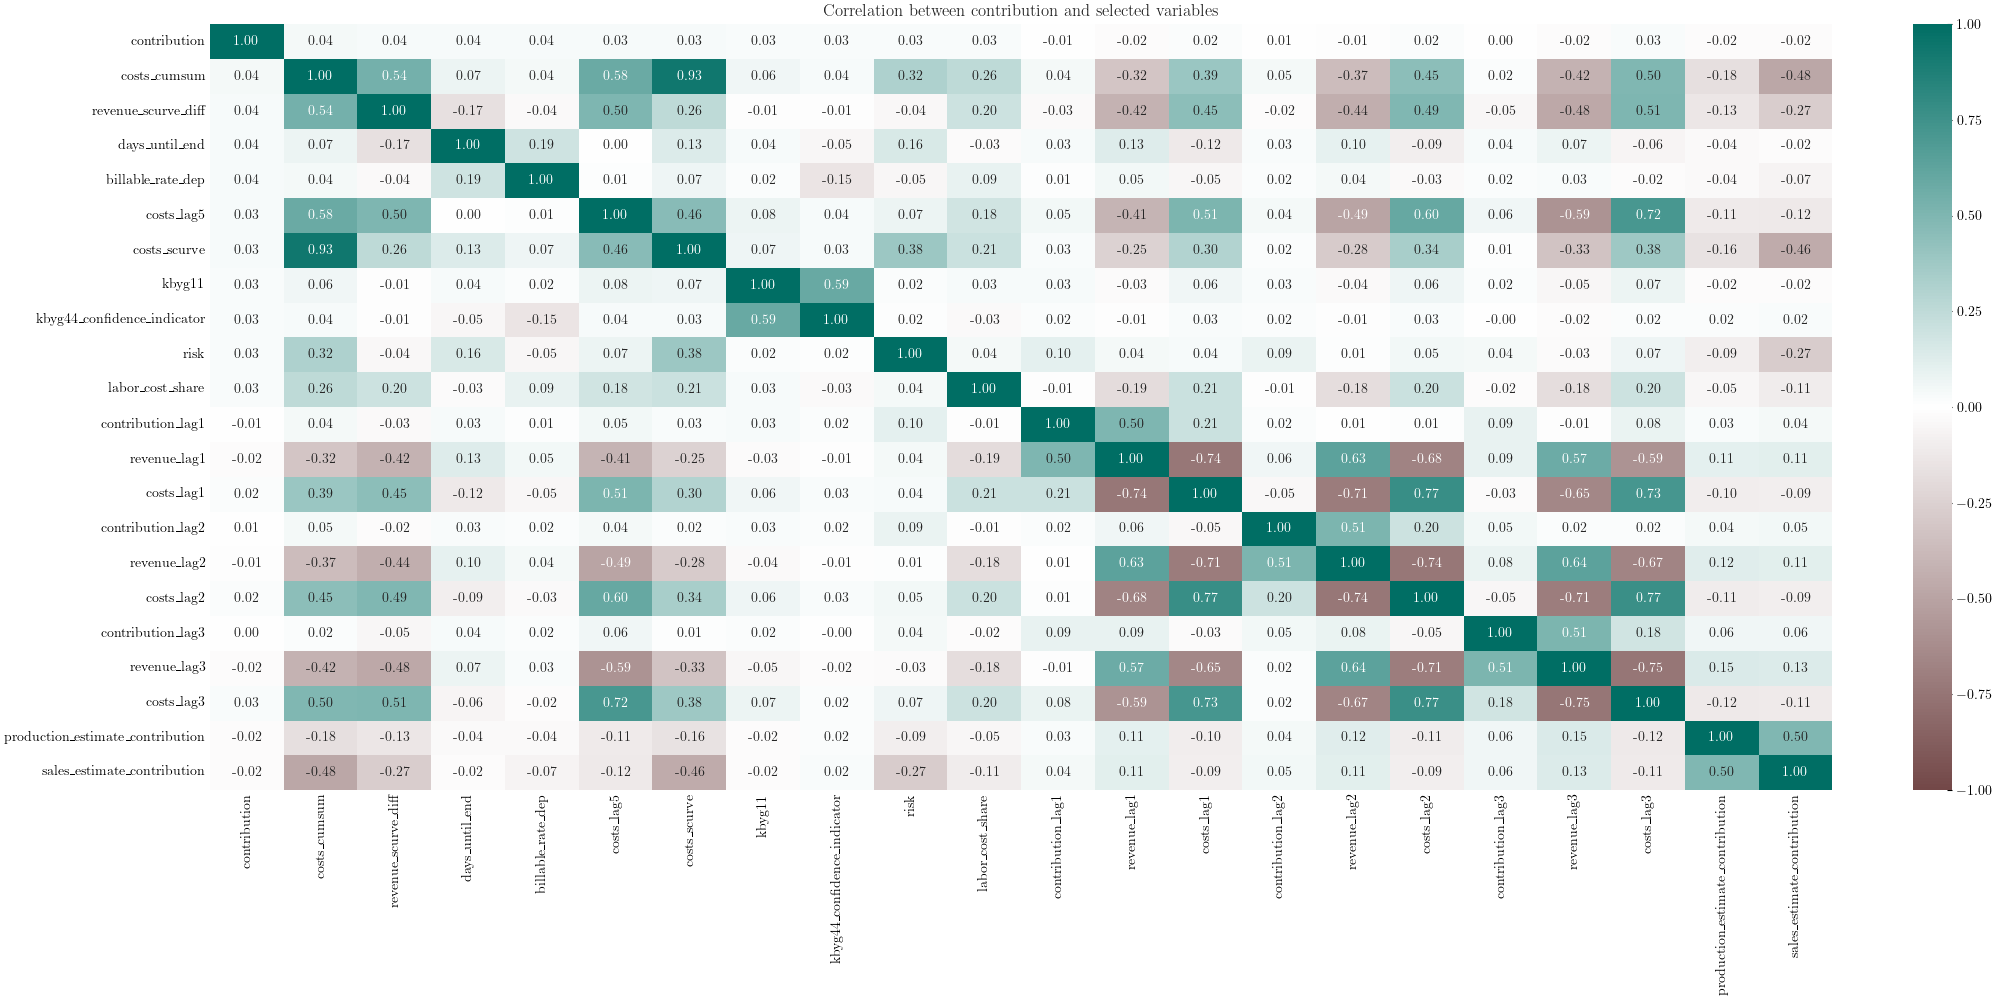 Correlation between contribution and selected variables
contribution 1.00 0.04 0.04 0.04 0.04 0.03 0.03 0.03 0.03 0.03 0.03 -0.01 -0.02 0.02 0.01 -0.01 0.02 0.00 -0.02 0.03 -0.02 -0.02
costs_cumsum 0.04 1.00 0.54 0.07 0.04 0.58 0.93 0.06 0.04 0.32 0.26 0.04 -0.32 0.39 0.05 -0.37 0.45 0.02 -0.42 0.50 -0.18 -0.48
revenue_scurve_diff 0.04 0.54 1.00 -0.17 -0.04 0.50 0.26 -0.01 -0.01 -0.04 0.20 -0.03 -0.42 0.45 -0.02 -0.44 0.49 -0.05 -0.48 0.51 -0.13 -0.27
days_until_end 0.04 0.07 -0.17 1.00 0.19 0.00 0.13 0.04 -0.05 0.16 -0.03 0.03 0.13 -0.12 0.03 0.10 -0.09 0.04 0.07 -0.06 -0.04 -0.02
billable_rate_dep 0.04 0.04 -0.04 0.19 1.00 0.01 0.07 0.02 -0.15 -0.05 0.09 0.01 0.05 -0.05 0.02 0.04 -0.03 0.02 0.03 -0.02 -0.04 -0.07
costs_lag5 0.03 0.58 0.50 0.00 0.01 1.00 0.46 0.08 0.04 0.07 0.18 0.05 -0.41 0.51 0.04 -0.49 0.60 0.06 -0.59 0.72 -0.11 -0.12
costs_scurve 0.03 0.93 0.26 0.13 0.07 0.46 1.00 0.07 0.03 0.38 0.21 0.03 -0.25 0.30 0.02 -0.28 0.34 0.01 -0.33 0.38 -0.16 -0.46
kbyg11 0.03 0.06 -0.01 0.04 0.02 0.08 0.07 1.00 0.59 0.02 0.03 0.03 -0.03 0.06 0.03 -0.04 0.06 0.02 -0.05 0.07 -0.02 -0.02
kbyg44_confidence_indicator 0.03 0.04 -0.01 -0.05 -0.15 0.04 0.03 0.59 1.00 0.02 -0.03 0.02 -0.01 0.03 0.02 -0.01 0.03 -0.00 -0.02 0.02 0.02 0.02
risk 0.03 0.32 -0.04 0.16 -0.05 0.07 0.38 0.02 0.02 1.00 0.04 0.10 0.04 0.04 0.09 0.01 0.05 0.04 -0.03 0.07 -0.09 -0.27
labor_cost_share 0.03 0.26 0.20 -0.03 0.09 0.18 0.21 0.03 -0.03 0.04 1.00 -0.01 -0.19 0.21 -0.01 -0.18 0.20 -0.02 -0.18 0.20 -0.05 -0.11
contribution_lag1 -0.01 0.04 -0.03 0.03 0.01 0.05 0.03 0.03 0.02 0.10 -0.01 1.00 0.50 0.21 0.02 0.01 0.01 0.09 -0.01 0.08 0.03 0.04
revenue_lag1 -0.02 -0.32 -0.42 0.13 0.05 -0.41 -0.25 -0.03 -0.01 0.04 -0.19 0.50 1.00 -0.74 0.06 0.63 -0.68 0.09 0.57 -0.59 0.11 0.11
costs_lag1 0.02 0.39 0.45 -0.12 -0.05 0.51 0.30 0.06 0.03 0.04 0.21 0.21 -0.74 1.00 -0.05 -0.71 0.77 -0.03 -0.65 0.73 -0.10 -0.09
contribution_lag2 0.01 0.05 -0.02 0.03 0.02 0.04 0.02 0.03 0.02 0.09 -0.01 0.02 0.06 -0.05 1.00 0.51 0.20 0.05 0.02 0.02 0.04 0.05
revenue_lag2 -0.01 -0.37 -0.44 0.10 0.04 -0.49 -0.28 -0.04 -0.01 0.01 -0.18 0.01 0.63 -0.71 0.51 1.00 -0.74 0.08 0.64 -0.67 0.12 0.11
costs_lag2 0.02 0.45 0.49 -0.09 -0.03 0.60 0.34 0.06 0.03 0.05 0.20 0.01 -0.68 0.77 0.20 -0.74 1.00 -0.05 -0.71 0.77 -0.11 -0.09
contribution_lag3 0.00 0.02 -0.05 0.04 0.02 0.06 0.01 0.02 -0.00 0.04 -0.02 0.09 0.09 -0.03 0.05 0.08 -0.05 1.00 0.51 0.18 0.06 0.06
revenue_lag3 -0.02 -0.42 -0.48 0.07 0.03 -0.59 -0.33 -0.05 -0.02 -0.03 -0.18 -0.01 0.57 -0.65 0.02 0.64 -0.71 0.51 1.00 -0.75 0.15 0.13
costs_lag3 0.03 0.50 0.51 -0.06 -0.02 0.72 0.38 0.07 0.02 0.07 0.20 0.08 -0.59 0.73 0.02 -0.67 0.77 0.18 -0.75 1.00 -0.12 -0.11
production_estimate_contribution -0.02 -0.18 -0.13 -0.04 -0.04 -0.11 -0.16 -0.02 0.02 -0.09 -0.05 0.03 0.11 -0.10 0.04 0.12 -0.11 0.06 0.15 -0.12 1.00 0.50
sales_estimate_contribution -0.02 -0.48 -0.27 -0.02 -0.07 -0.12 -0.46 -0.02 0.02 -0.27 -0.11 0.04 0.11 -0.09 0.05 0.11 -0.09 0.06 0.13 -0.11 0.50 1.00
contribution
costs_cumsum
revenue_scurve_diff
days_until_end
billable_rate_dep
costs_lag5
costs_scurve
kbyg11
kbyg44_confidence_indicator
risk
labor_cost_share
contribution_lag1
revenue_lag1
costs_lag1
contribution_lag2
revenue_lag2
costs_lag2
contribution_lag3
revenue_lag3
costs_lag3
production_estimate_contribution
sales_estimate_contribution
1.00
0.75
0.50
0.25
0.00
−0.25
−0.50
−0.75
−1.00